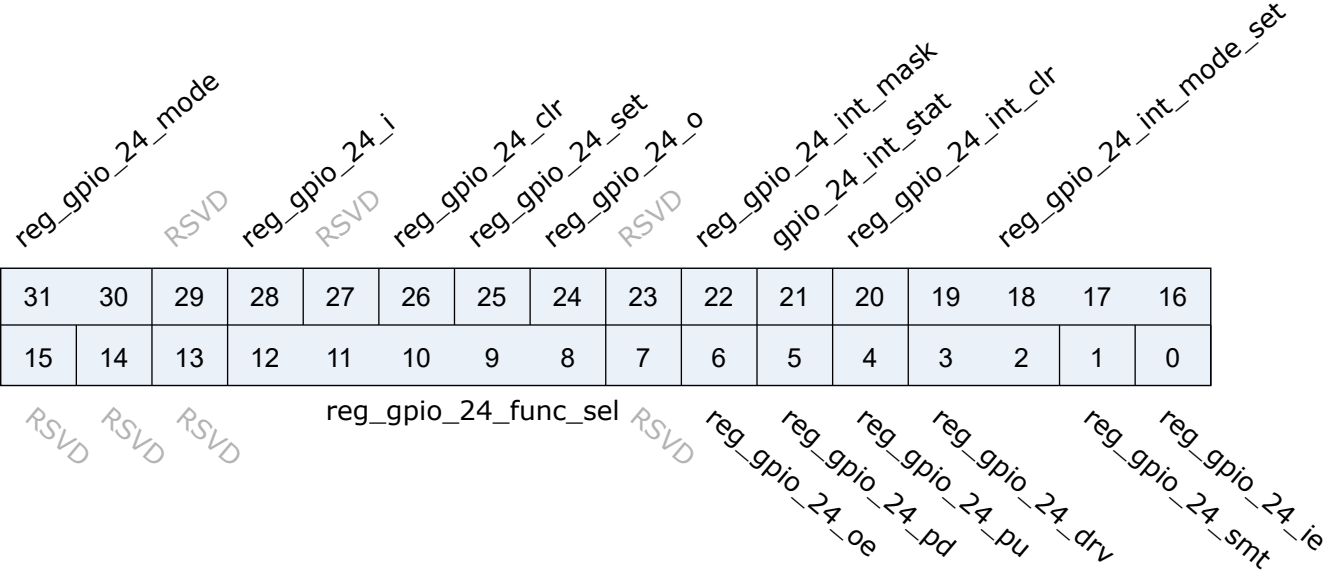 reg_gpio_24_mode
RSVD
reg_gpio_24_i
RSVD
reg_gpio_24_clr
reg_gpio_24_set
reg_gpio_24_o
RSVD
reg_gpio_24_int_mask
gpio_24_int_stat
reg_gpio_24_int_clr
reg_gpio_24_int_mode_set
31 30 29 28 27 26 25 24 23 22 21 20 19 18 17 16
15 14 13 12 11 10 9 8 7 6 5 4 3 2 1 0
RSVD
RSVD
RSVD
reg_gpio_24_func_sel
RSVD
reg_gpio_24_oe
reg_gpio_24_pd
reg_gpio_24_pu
reg_gpio_24_drv
reg_gpio_24_smt
reg_gpio_24_ie